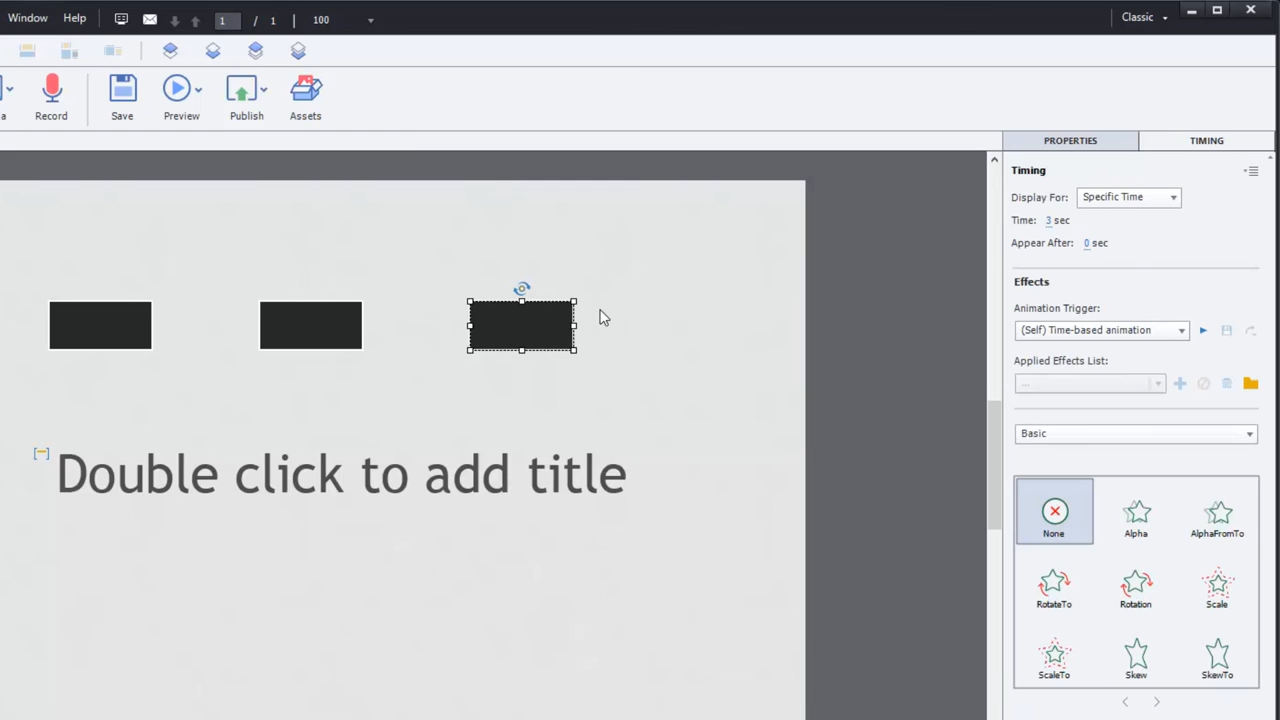 Window Help 1 / 1 100 Classic
a Record Save Preview Publish Assets
PROPERTIES TIMING
Timing
Display For: Specific Time
Time: 3 sec
Appear After: 0 sec
Effects
Animation Trigger:
(Self) Time-based animation
Applied Effects List:
...
Basic
None Alpha AlphaFromTo
RotateTo Rotation Scale
ScaleTo Skew SkewTo
Double click to add title